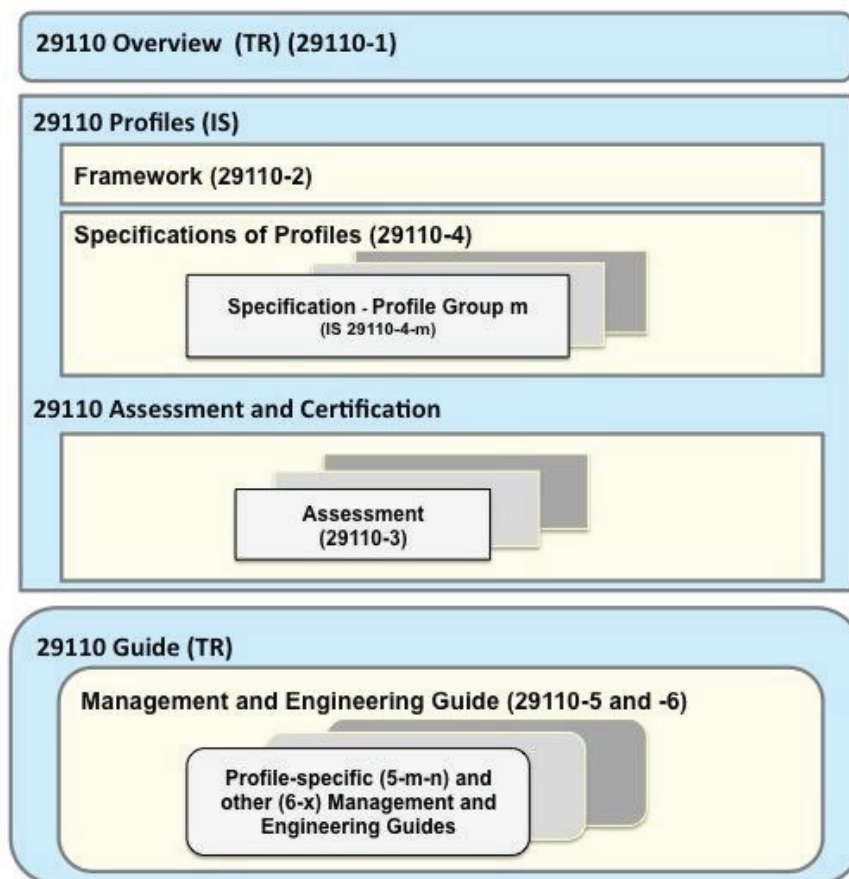 29110 Overview (TR) (29110-1)
29110 Profiles (IS)
Framework (29110-2)
Specifications of Profiles (29110-4)
Specification - Profile Group m
(IS 29110-4-m)
29110 Assessment and Certification
Assessment
(29110-3)
29110 Guide (TR)
Management and Engineering Guide (29110-5 and -6)
Profile-specific (5-m-n) and
other (6-x) Management and
Engineering Guides